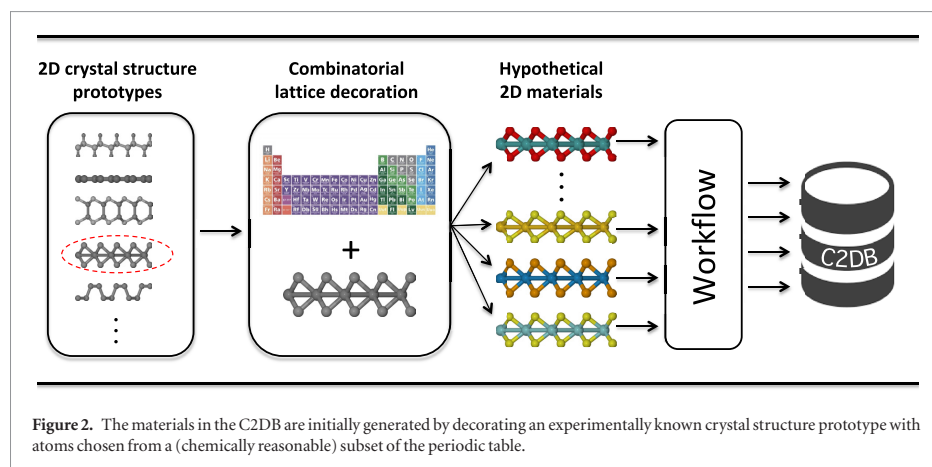 2D crystal structure
prototypes
Combinatorial
lattice decoration
Hypothetical
2D materials
+
Workflow
C2DB
Figure 2. The materials in the C2DB are initially generated by decorating an experimentally known crystal structure prototype with
atoms chosen from a (chemically reasonable) subset of the periodic table.